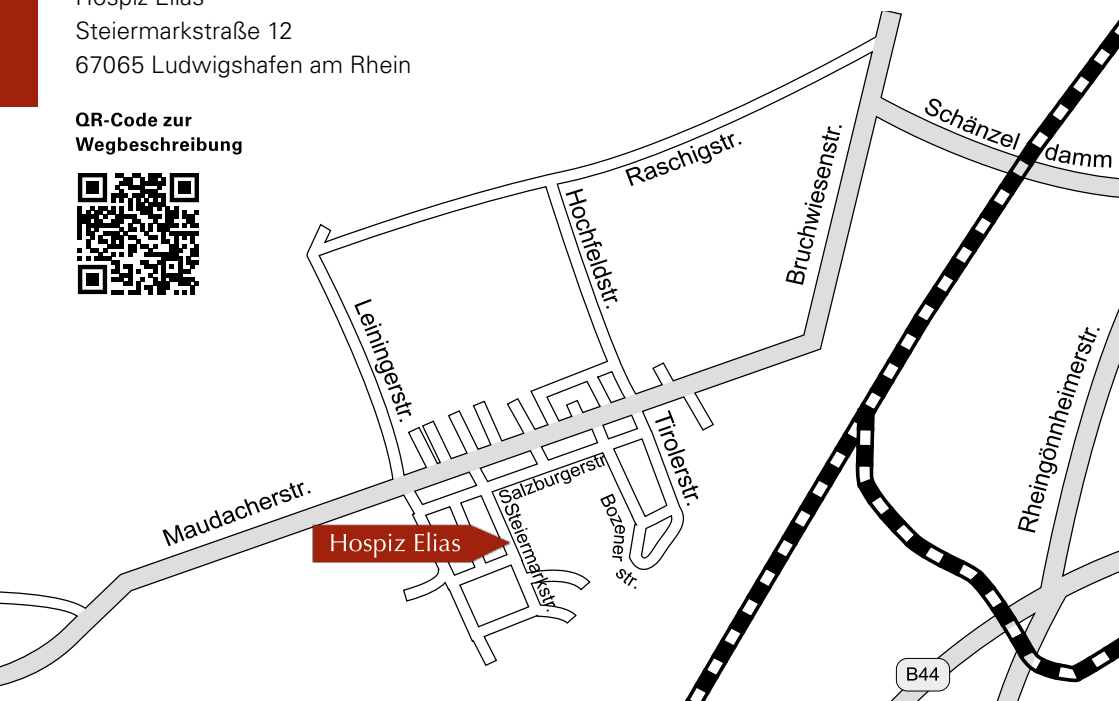 Hospiz Elias
Steiermarkstraße 12
67065 Ludwigshafen am Rhein
QR-Code zur
Wegbeschreibung
Schänzel
damm
Raschigstr.
Bruchwiesenstr.
Hochfeldstr.
Leiningerstr.
Rheingönnheimerstr.
Tirolerstr.
Salzburgerstr
Maudacherstr.
Steiermarkstr.
Bozener str.
Hospiz Elias
B44